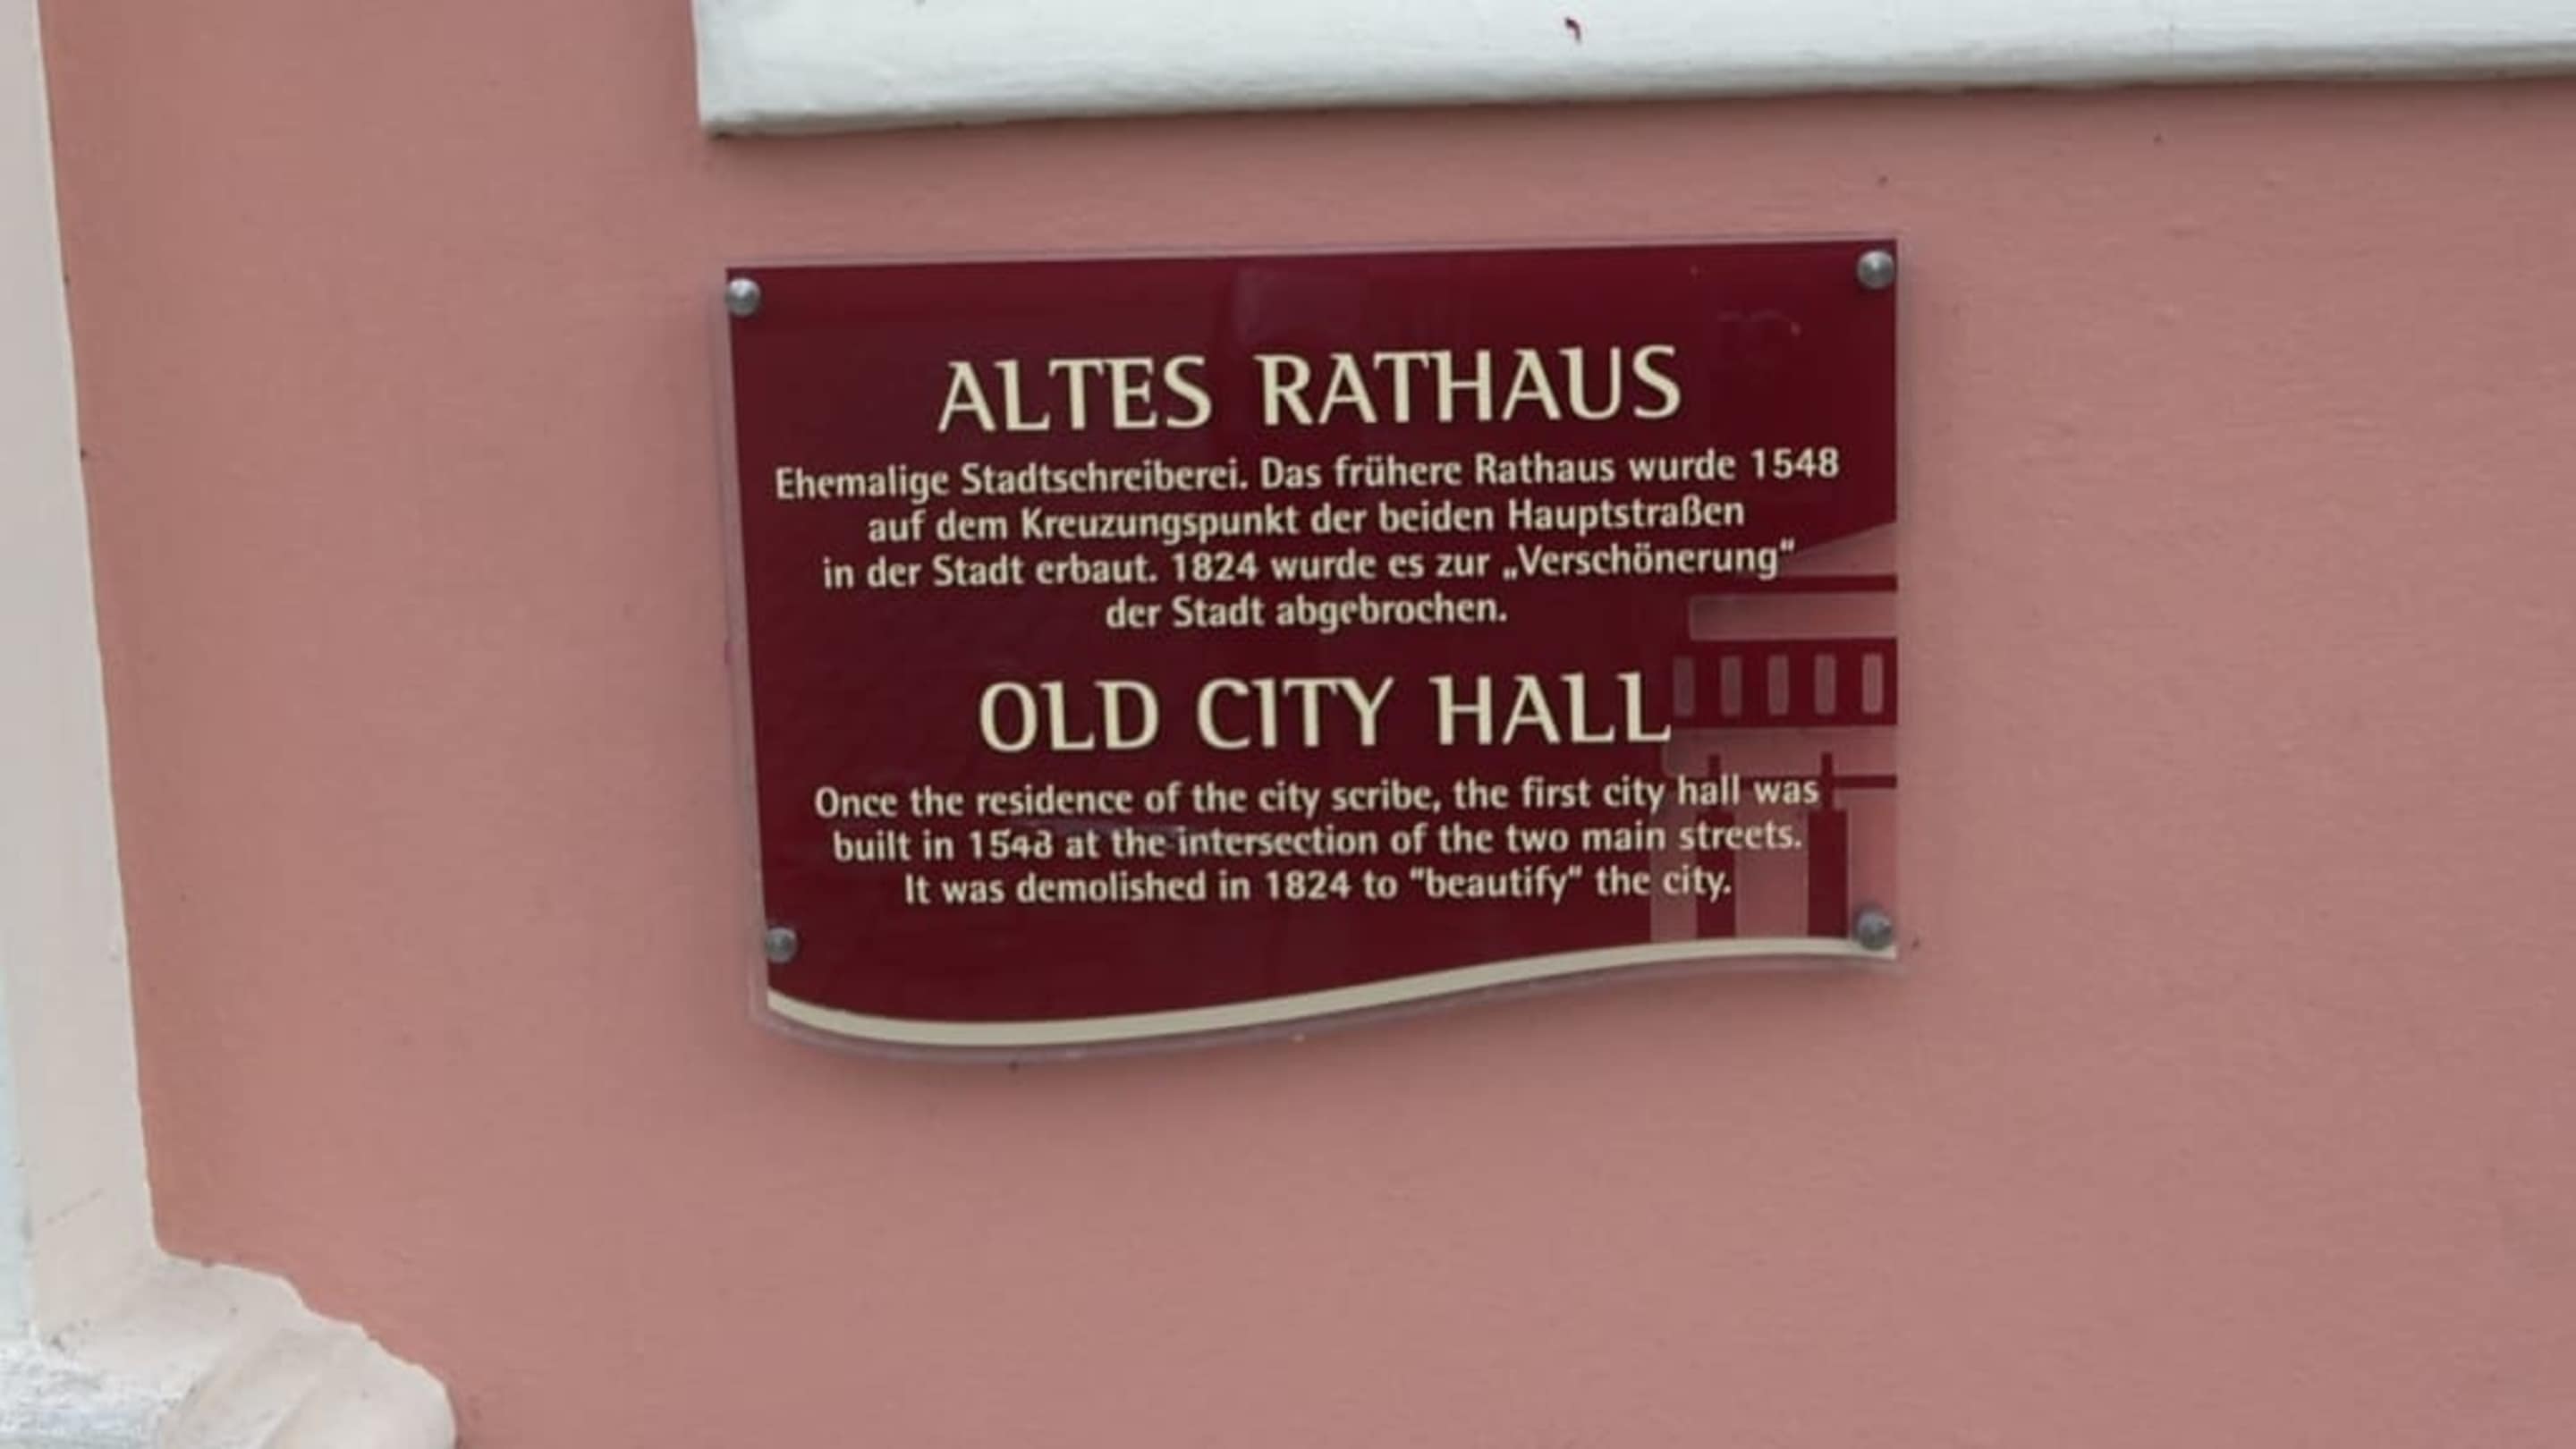 ALTES RATHAUS
Ehemalige Stadtschreiberei. Das frühere Rathaus wurde 1548
auf dem Kreuzungspunkt der beiden Hauptstraßen
in der Stadt erbaut. 1824 wurde es zur „Verschönerung“
der Stadt abgebrochen.
OLD CITY HALL
Once the residence of the city scribe, the first city hall was
built in 1548 at the intersection of the two main streets.
It was demolished in 1824 to “beautify” the city.